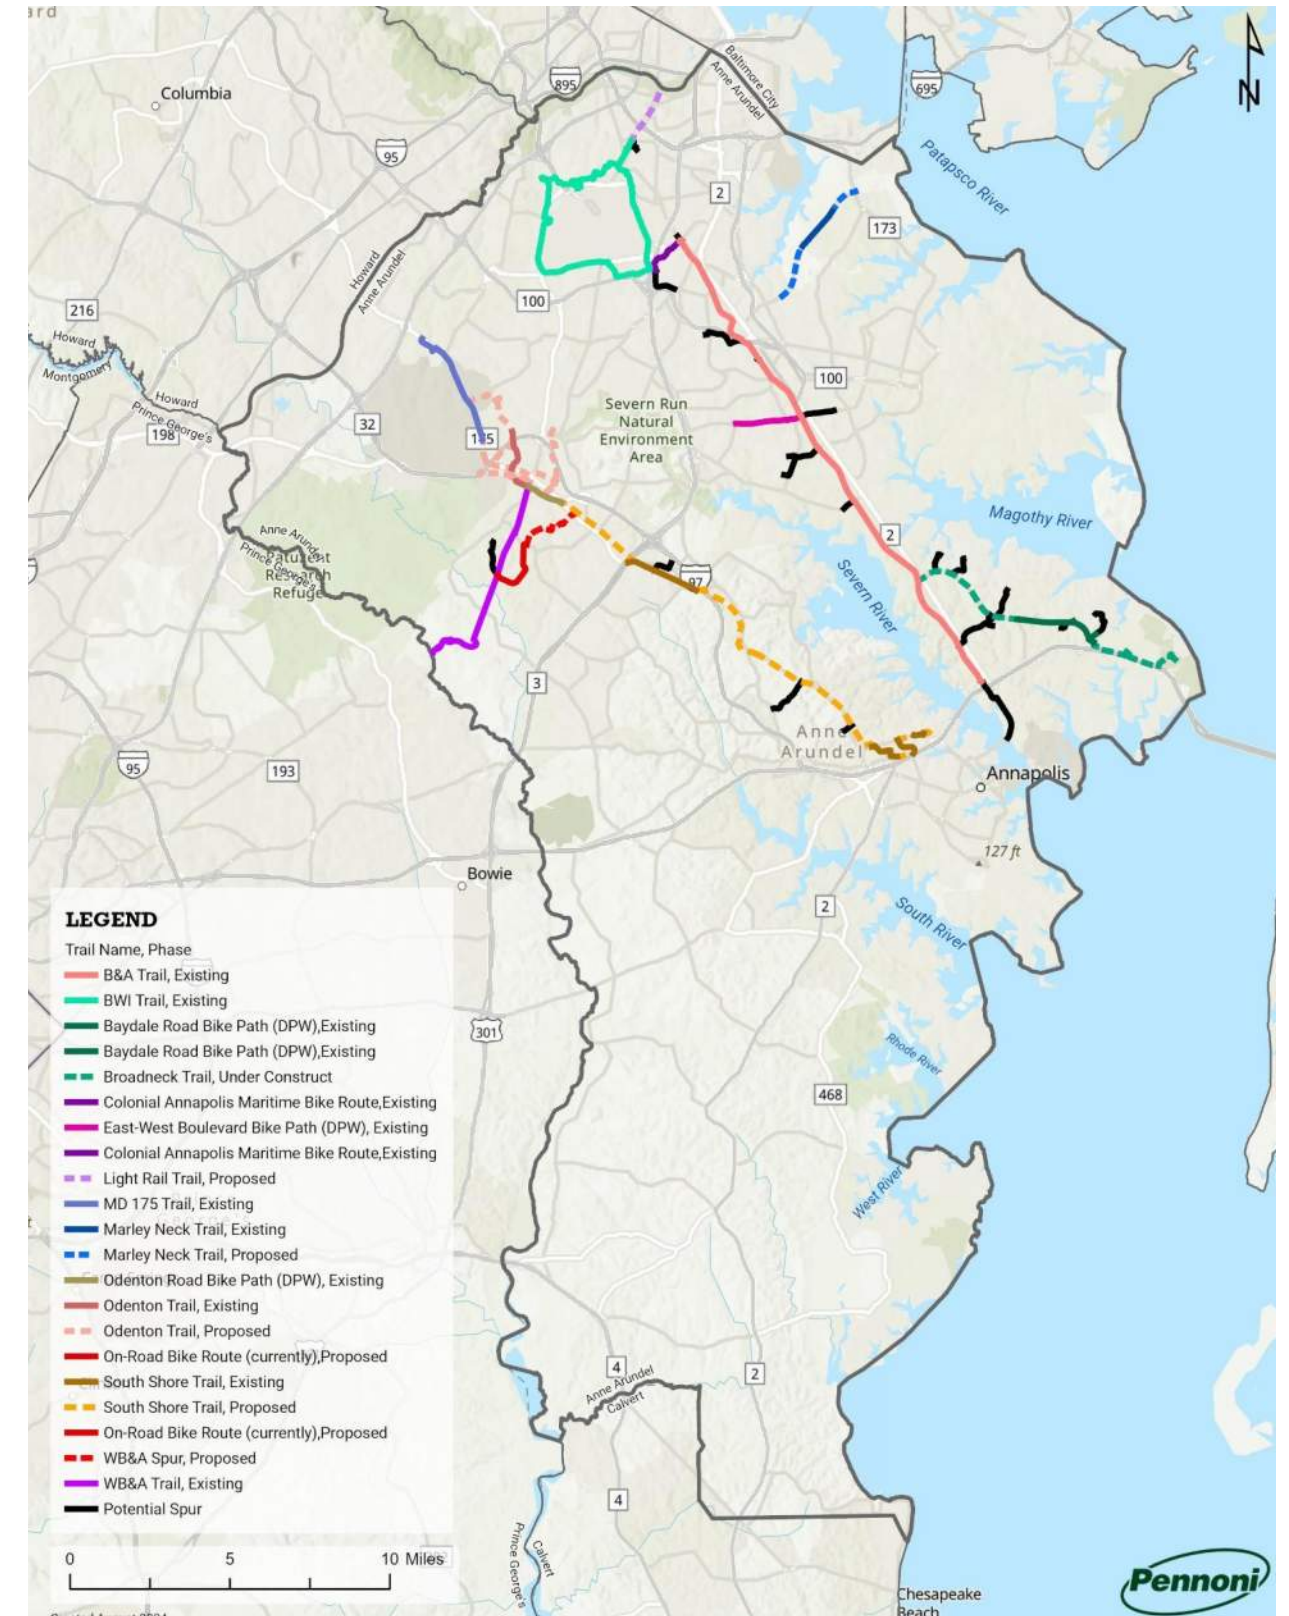 ard
Columbia
895
Baltimore City
Anne Arundel
695
N
95
Patapsco River
2
173
Howard
Anne Arundel
100
216
Howard
Montgomery
Howard
Prince George's
198
32
175
Severn Run
Natural
Environment
Area
100
Magothy River
2
Anne Arundel
Prince George's
Patuxent
Research
Refuge
97
Severn River
3
Anne
Arundel
95
193
Annapolis
127 ft
Bowie
2
South River
LEGEND
Trail Name, Phase
B&A Trail, Existing
BWI Trail, Existing
Baydale Road Bike Path (DPW),Existing
Baydale Road Bike Path (DPW),Existing
Broadneck Trail, Under Construct
Colonial Annapolis Maritime Bike Route,Existing
East-West Boulevard Bike Path (DPW), Existing
Colonial Annapolis Maritime Bike Route,Existing
Light Rail Trail, Proposed
MD 175 Trail, Existing
Marley Neck Trail, Existing
Marley Neck Trail, Proposed
Odenton Road Bike Path (DPW), Existing
Odenton Trail, Existing
Odenton Trail, Proposed
On-Road Bike Route (currently),Proposed
South Shore Trail, Existing
South Shore Trail, Proposed
On-Road Bike Route (currently),Proposed
WB&A Spur, Proposed
WB&A Trail, Existing
Potential Spur
301
Rhode River
468
West River
4
Anne Arundel
Calvert
2
4
0 5 10 Miles
Prince George's
Calvert
Pennoni
Chesapeake
Beach